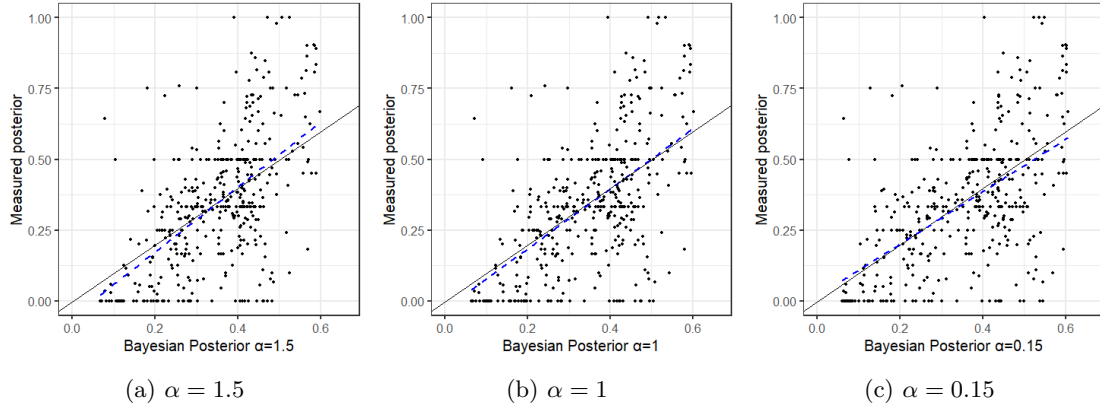 1.00
0.75
0.50
0.25
0.00
Measured posterior
0.0 0.2 0.4 0.6
Bayesian Posterior α=1.5
(a) α = 1.5
1.00
0.75
0.50
0.25
0.00
Measured posterior
0.0 0.2 0.4 0.6
Bayesian Posterior α=1
(b) α = 1
1.00
0.75
0.50
0.25
0.00
Measured posterior
0.0 0.2 0.4 0.6
Bayesian Posterior α=0.15
(c) α = 0.15